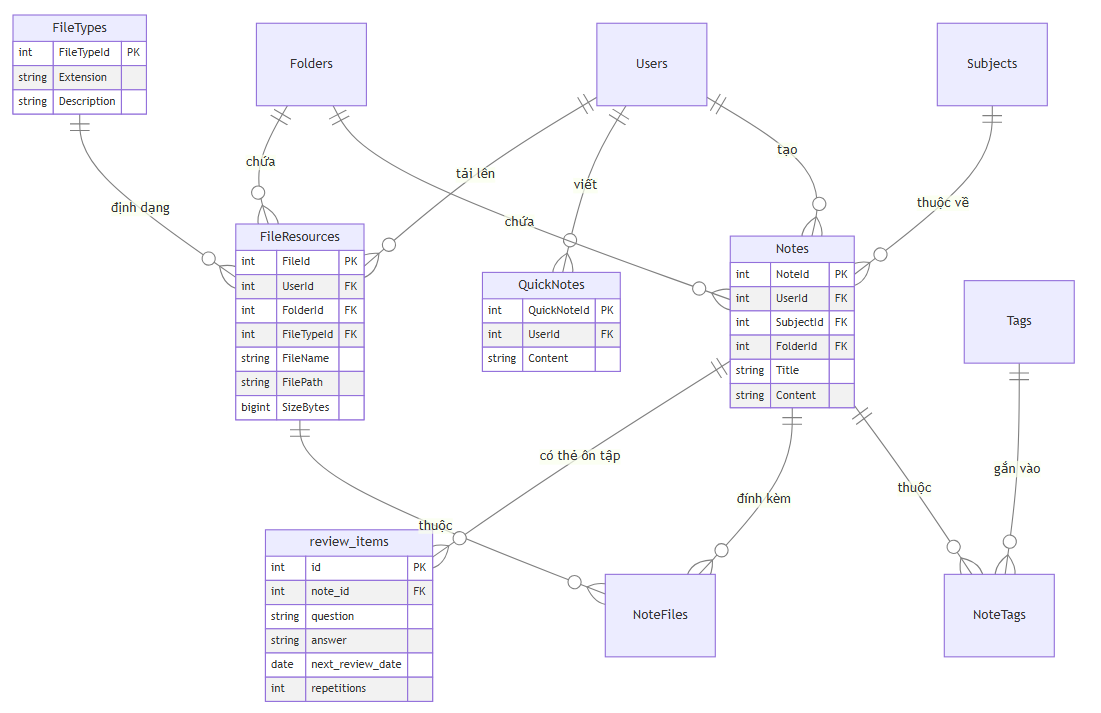 FileTypes
int FileTypeId PK
string Extension
string Description
Folders
Users
Subjects
chứa
tải lên
viết
tạo
định dạng
chứa
thuộc về
FileResources
int FileId PK
int UserId FK
int FolderId FK
int FileTypeId FK
string FileName
string FilePath
bigint SizeBytes
QuickNotes
int QuickNoteId PK
int UserId FK
string Content
Notes
int NoteId PK
int UserId FK
int SubjectId FK
int FolderId FK
string Title
string Content
Tags
có thẻ ôn tập
đính kèm
thuộc
gắn vào
thuộc
review_items
int id PK
int note_id FK
string question
string answer
date next_review_date
int repetitions
NoteFiles
NoteTags